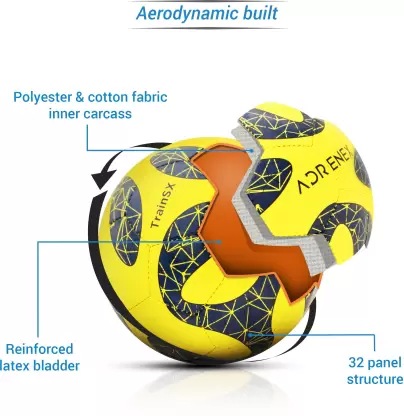 Aerodynamic built
Polyester & cotton fabric
inner carcass
ADRENEX
TrainSX
Reinforced
latex bladder
32 panel
structure